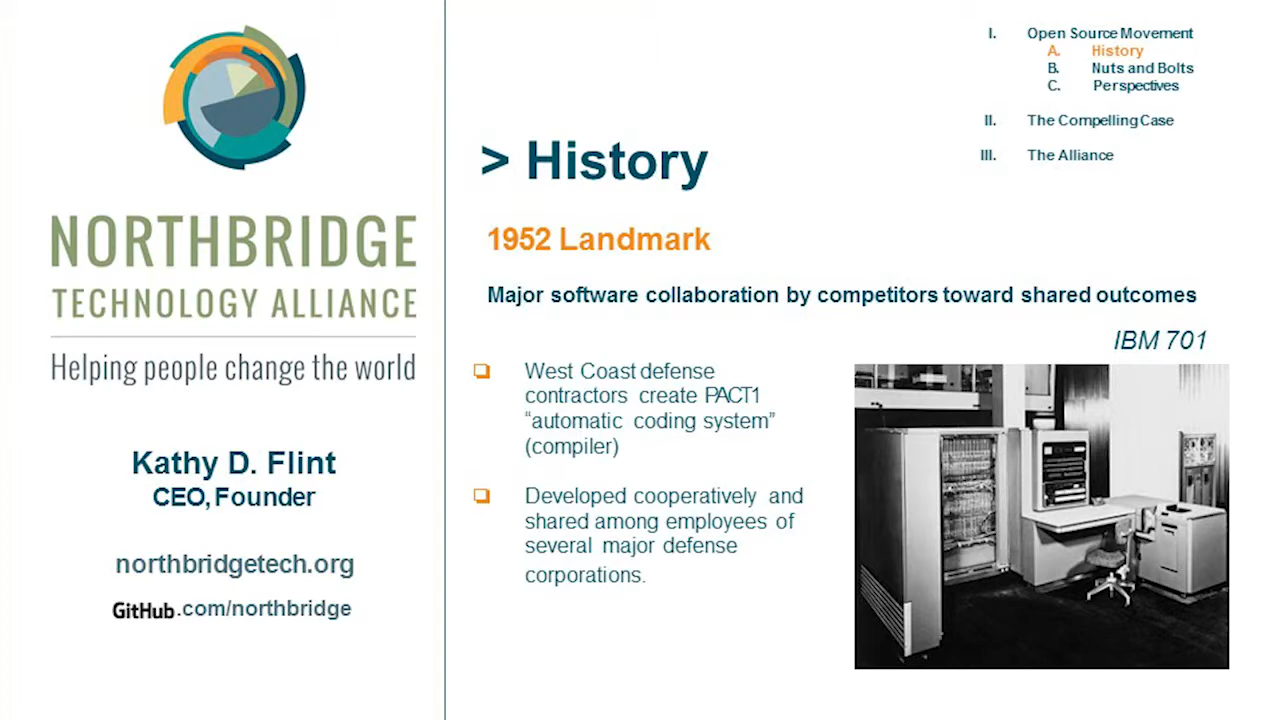 NORTHBRIDGE
TECHNOLOGY ALLIANCE
Helping people change the world
Kathy D. Flint
CEO, Founder
northbridgetech.org
GitHub.com/northbridge
I. Open Source Movement
A. History
B. Nuts and Bolts
C. Perspectives
II. The Compelling Case
III. The Alliance
> History
1952 Landmark
Major software collaboration by competitors toward shared outcomes
IBM 701
West Coast defense
contractors create PACT1
“automatic coding system”
(compiler)
Developed cooperatively and
shared among employees of
several major defense
corporations.